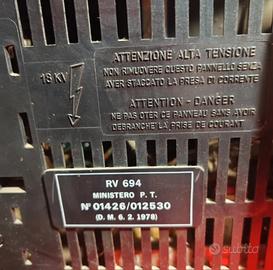 ATTENZIONE ALTA TENSIONE
NON RIMUOVERE QUESTO PANNELLO SENZA
AVER STACCATO LA PRESA DI CORRENTE
18 KV
ATTENTION - DANGER
NE PAS OTER CE PANNEAU SANS AVOIR
DEBRANCHE LA PRISE DE COURANT
RV 694
MINISTERO P. T.
N° 01426/012530
(D. M. 6. 2. 1978)
subito